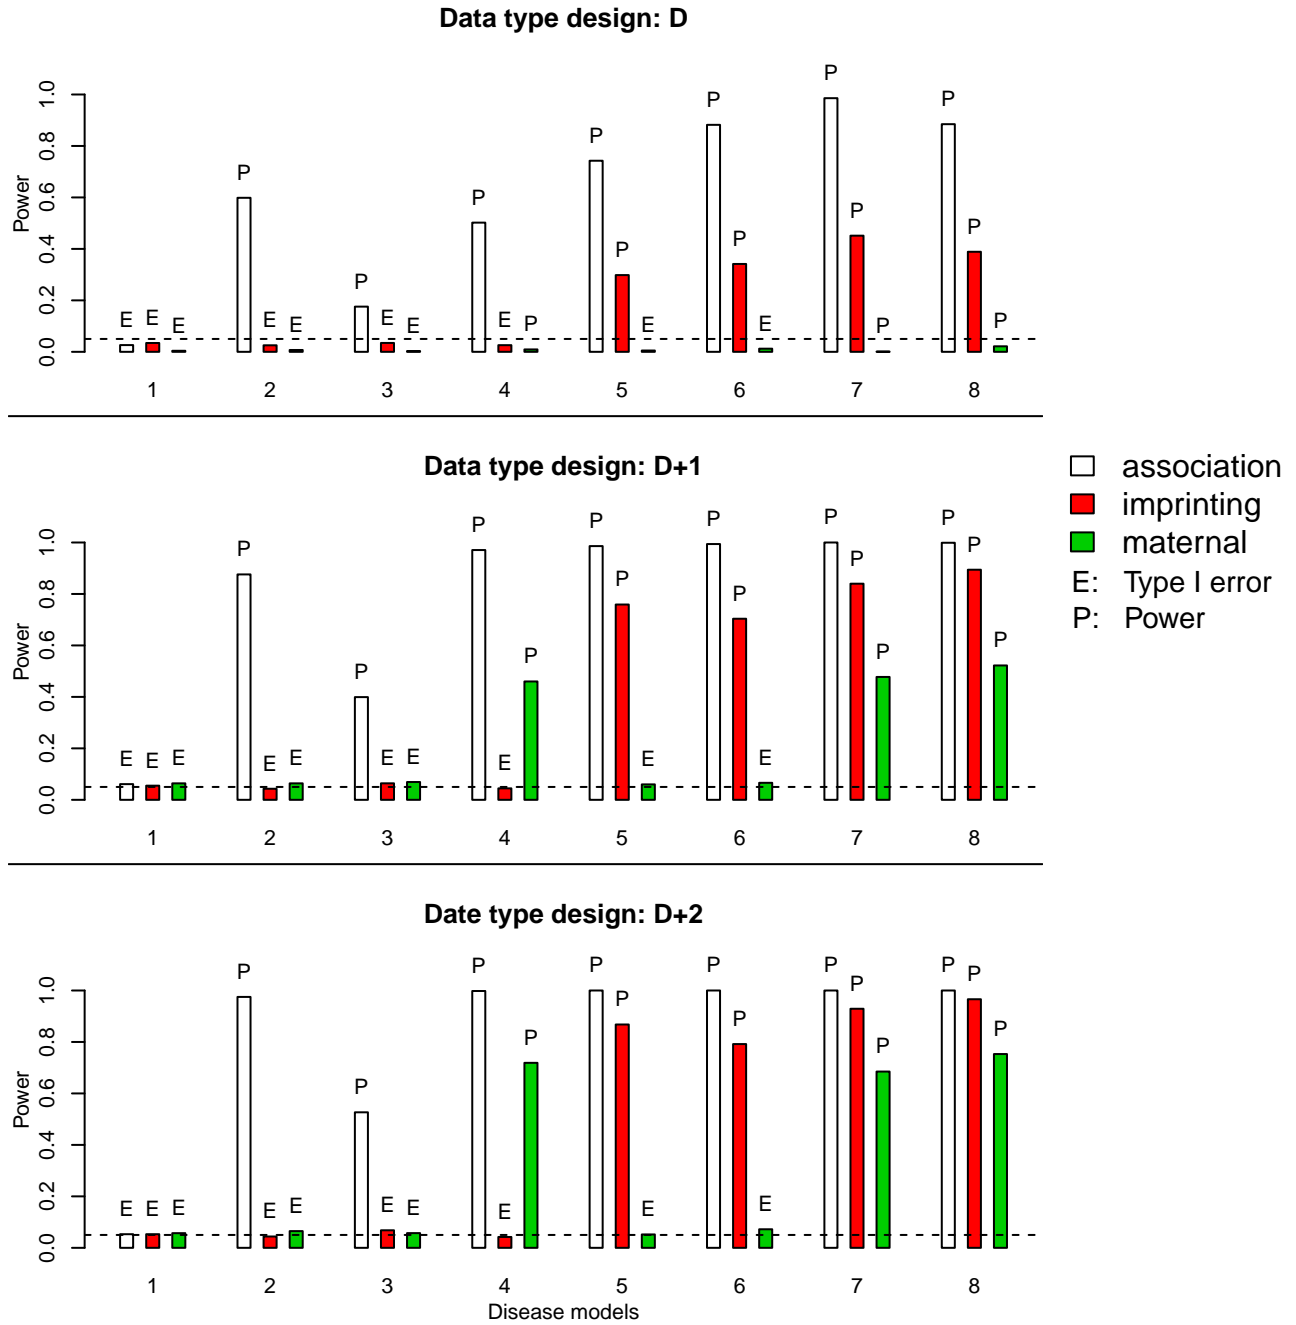 Data type design: D
Power
0.0 0.2 0.4 0.6 0.8 1.0
E E E P E E P E E P E P P P E P P E P P P P P P
1 2 3 4 5 6 7 8
Data type design: D+1
Power
0.0 0.2 0.4 0.6 0.8 1.0
E E E P E E P E E P E P P P E P P E P P P P P P
1 2 3 4 5 6 7 8
association
imprinting
maternal
E: Type I error
P: Power
Date type design: D+2
Power
0.0 0.2 0.4 0.6 0.8 1.0
E E E P E E P E E P E P P P E P P E P P P P P P
1 2 3 4 5 6 7 8
Disease models